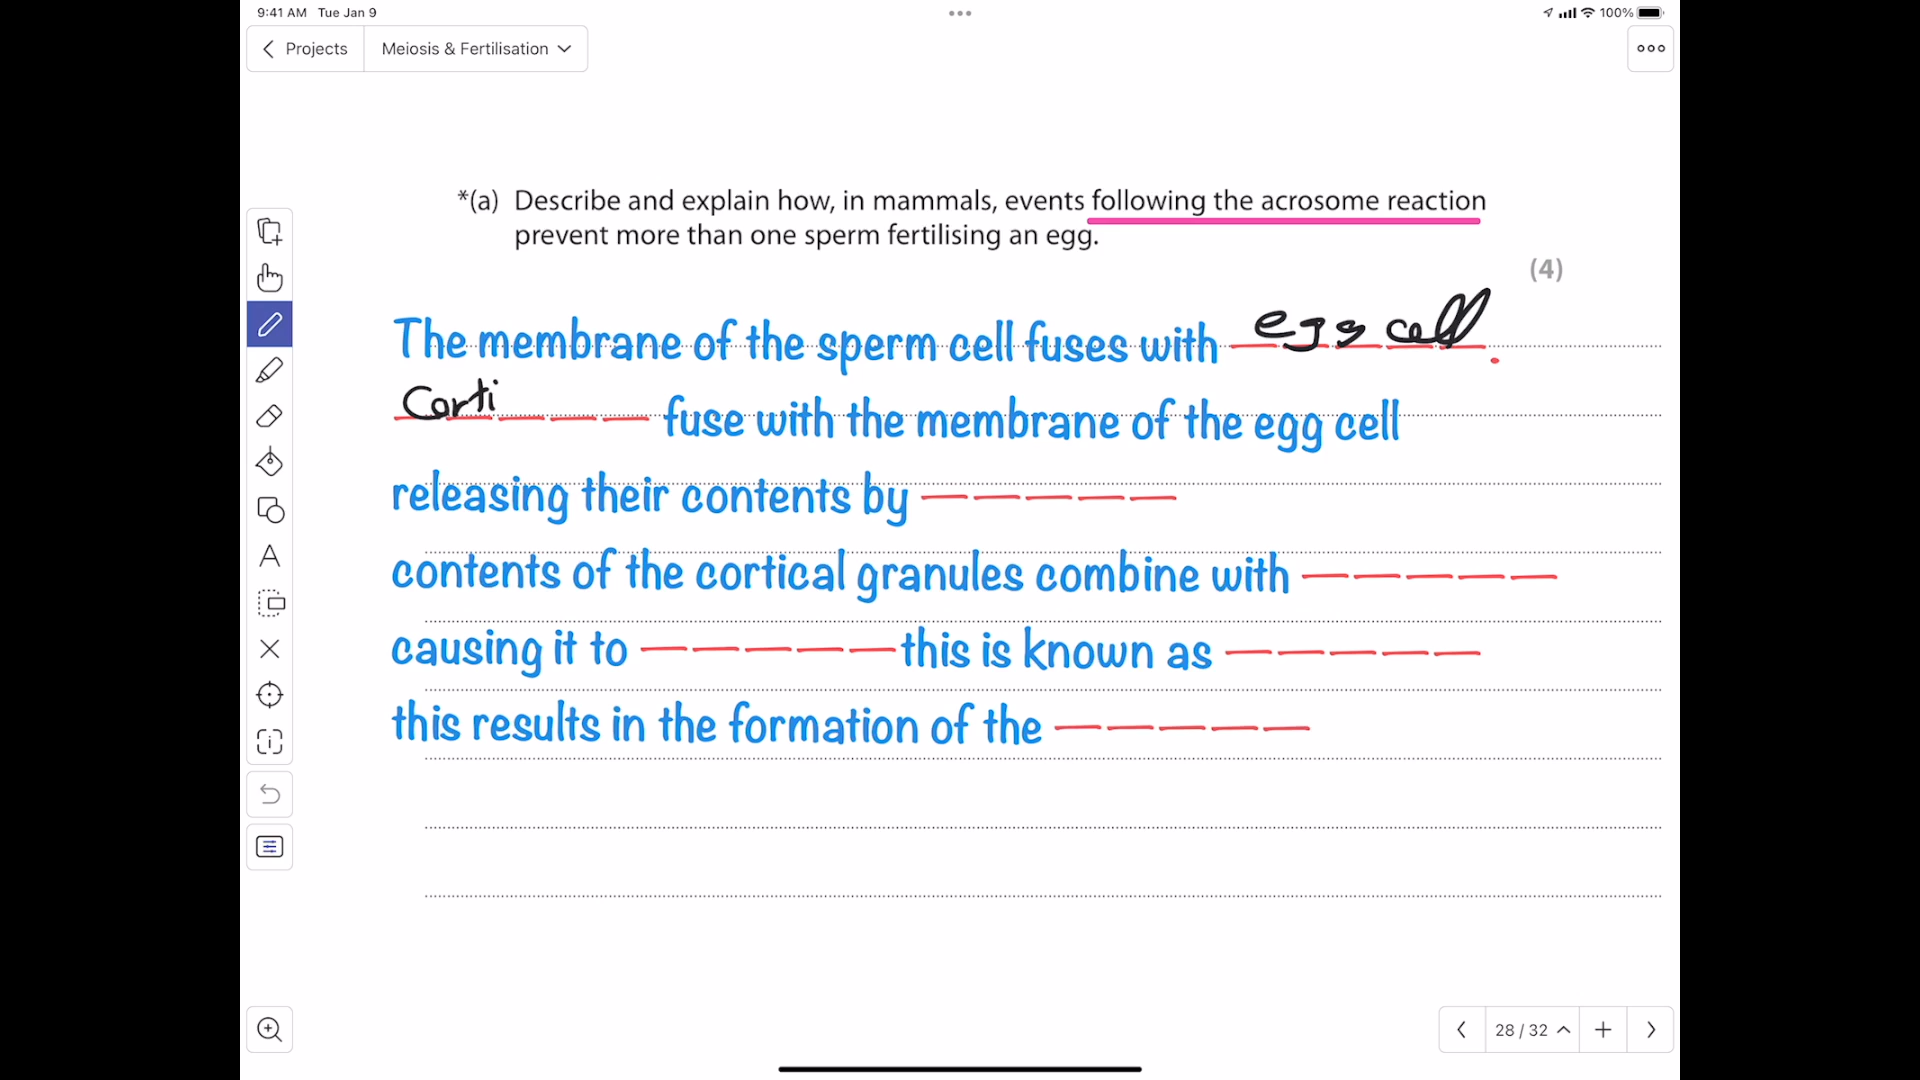 9:41 AM Tue Jan 9
100%
Projects
Meiosis & Fertilisation
*(a) Describe and explain how, in mammals, events following the acrosome reaction
prevent more than one sperm fertilising an egg.
(4)
The membrane of the sperm cell fuses with egg cell.
Corti fuse with the membrane of the egg cell
releasing their contents by
contents of the cortical granules combine with
causing it to this is known as
this results in the formation of the
28 / 32